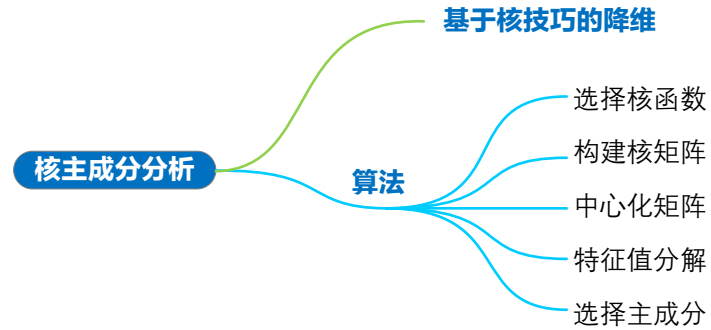 基于核技巧的降维
核主成分分析
算法
选择核函数
构建核矩阵
中心化矩阵
特征值分解
选择主成分